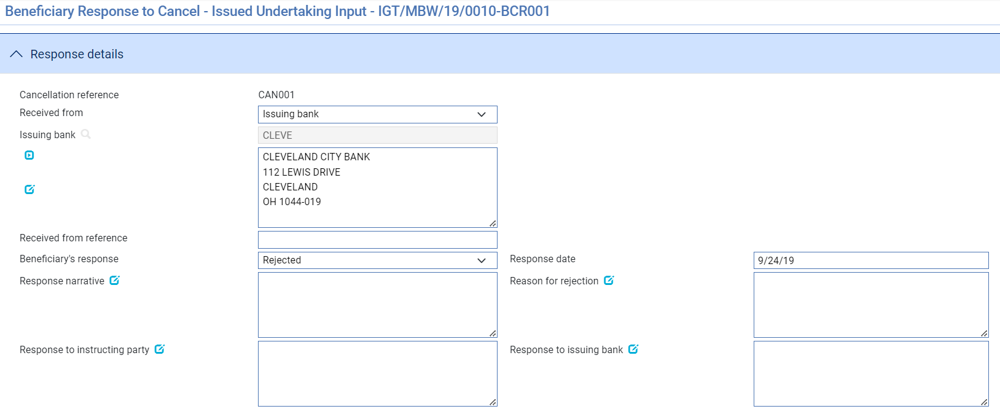 Beneficiary Response to Cancel - Issued Undertaking Input - IGT/MBW/19/0010-BCR001
Response details
Cancellation reference CAN001
Received from Issuing bank
Issuing bank CLEVE
CLEVELAND CITY BANK
112 LEWIS DRIVE
CLEVELAND
OH 1044-019
Received from reference
Beneficiary's response Rejected Response date 9/24/19
Response narrative Reason for rejection
Response to instructing party Response to issuing bank